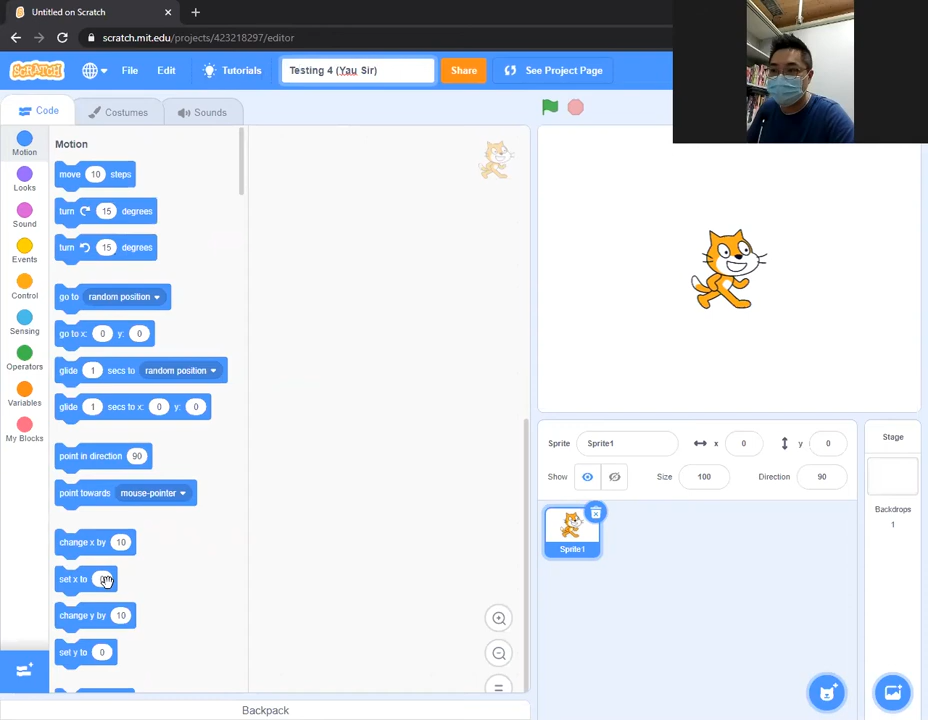 Untitled on Scratch
scratch.mit.edu/projects/423218297/editor
SCRATCH
File
Edit
Tutorials
Testing 4 (Yau Sir)
Share
See Project Page
Code
Costumes
Sounds
Motion
Looks
Sound
Events
Control
Sensing
Operators
Variables
My Blocks
Motion
move 10 steps
turn 15 degrees
turn 15 degrees
go to random position
go to x: 0 y: 0
glide 1 secs to random position
glide 1 secs to x: 0 y: 0
point in direction 90
point towards mouse-pointer
change x by 10
set x to
change y by 10
set y to 0
Sprite Sprite1 x 0 y 0
Show Size 100 Direction 90
Sprite1
Stage
Backdrops
1
Backpack